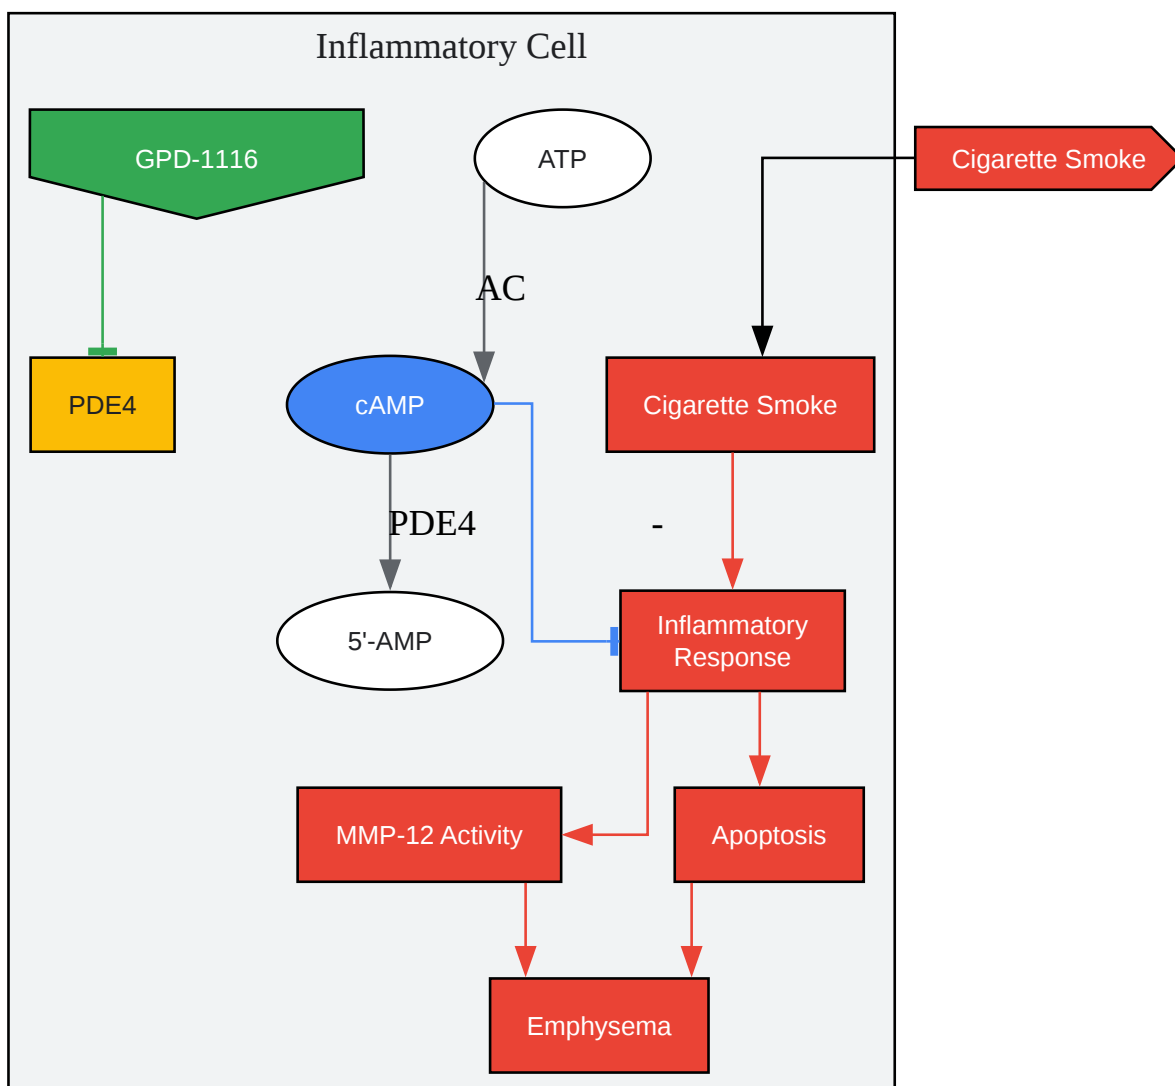 Inflammatory Cell
GPD-1116
ATP
Cigarette Smoke
AC
PDE4
cAMP
Cigarette Smoke
PDE4
-
5'-AMP
Inflammatory
Response
MMP-12 Activity
Apoptosis
Emphysema